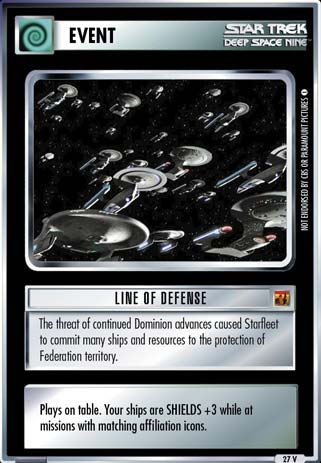 EVENT
STAR TREK
DEEP SPACE NINE
NOT ENDORSED BY CBS OR PARAMOUNT PICTURES
LINE OF DEFENSE
The threat of continued Dominion advances caused Starfleet
to commit many ships and resources to the protection of
Federation territory.
Plays on table. Your ships are SHIELDS +3 while at
missions with matching affiliation icons.
27 V